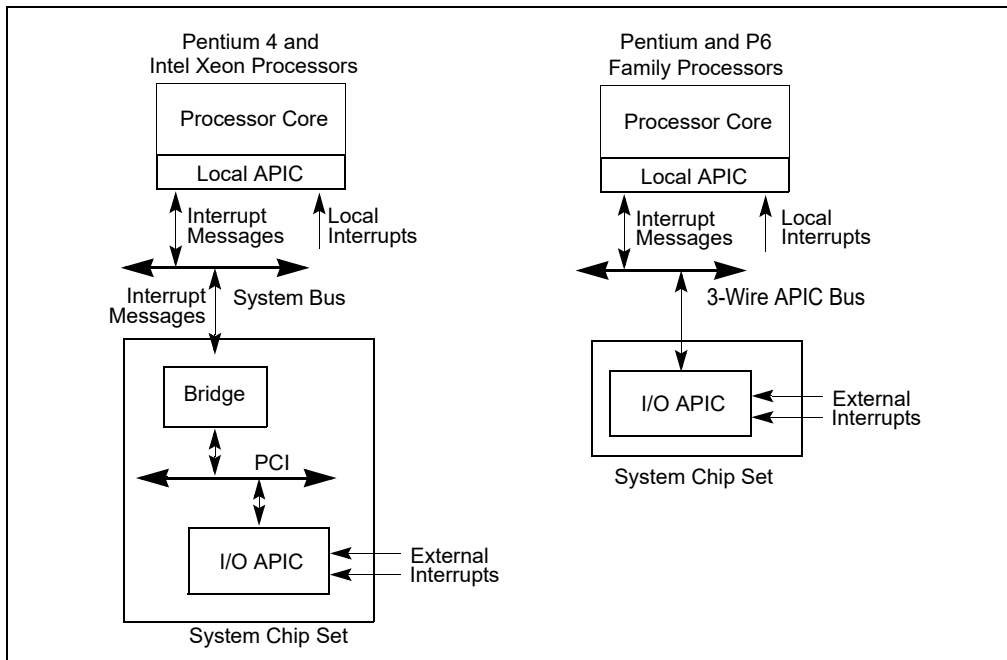 Pentium 4 and
Intel Xeon Processors
Processor Core
Local APIC
Interrupt
Messages
Local
Interrupts
Interrupt
Messages
System Bus
Bridge
PCI
I/O APIC
External
Interrupts
System Chip Set
Pentium and P6
Family Processors
Processor Core
Local APIC
Interrupt
Messages
Local
Interrupts
3-Wire APIC Bus
I/O APIC
External
Interrupts
System Chip Set